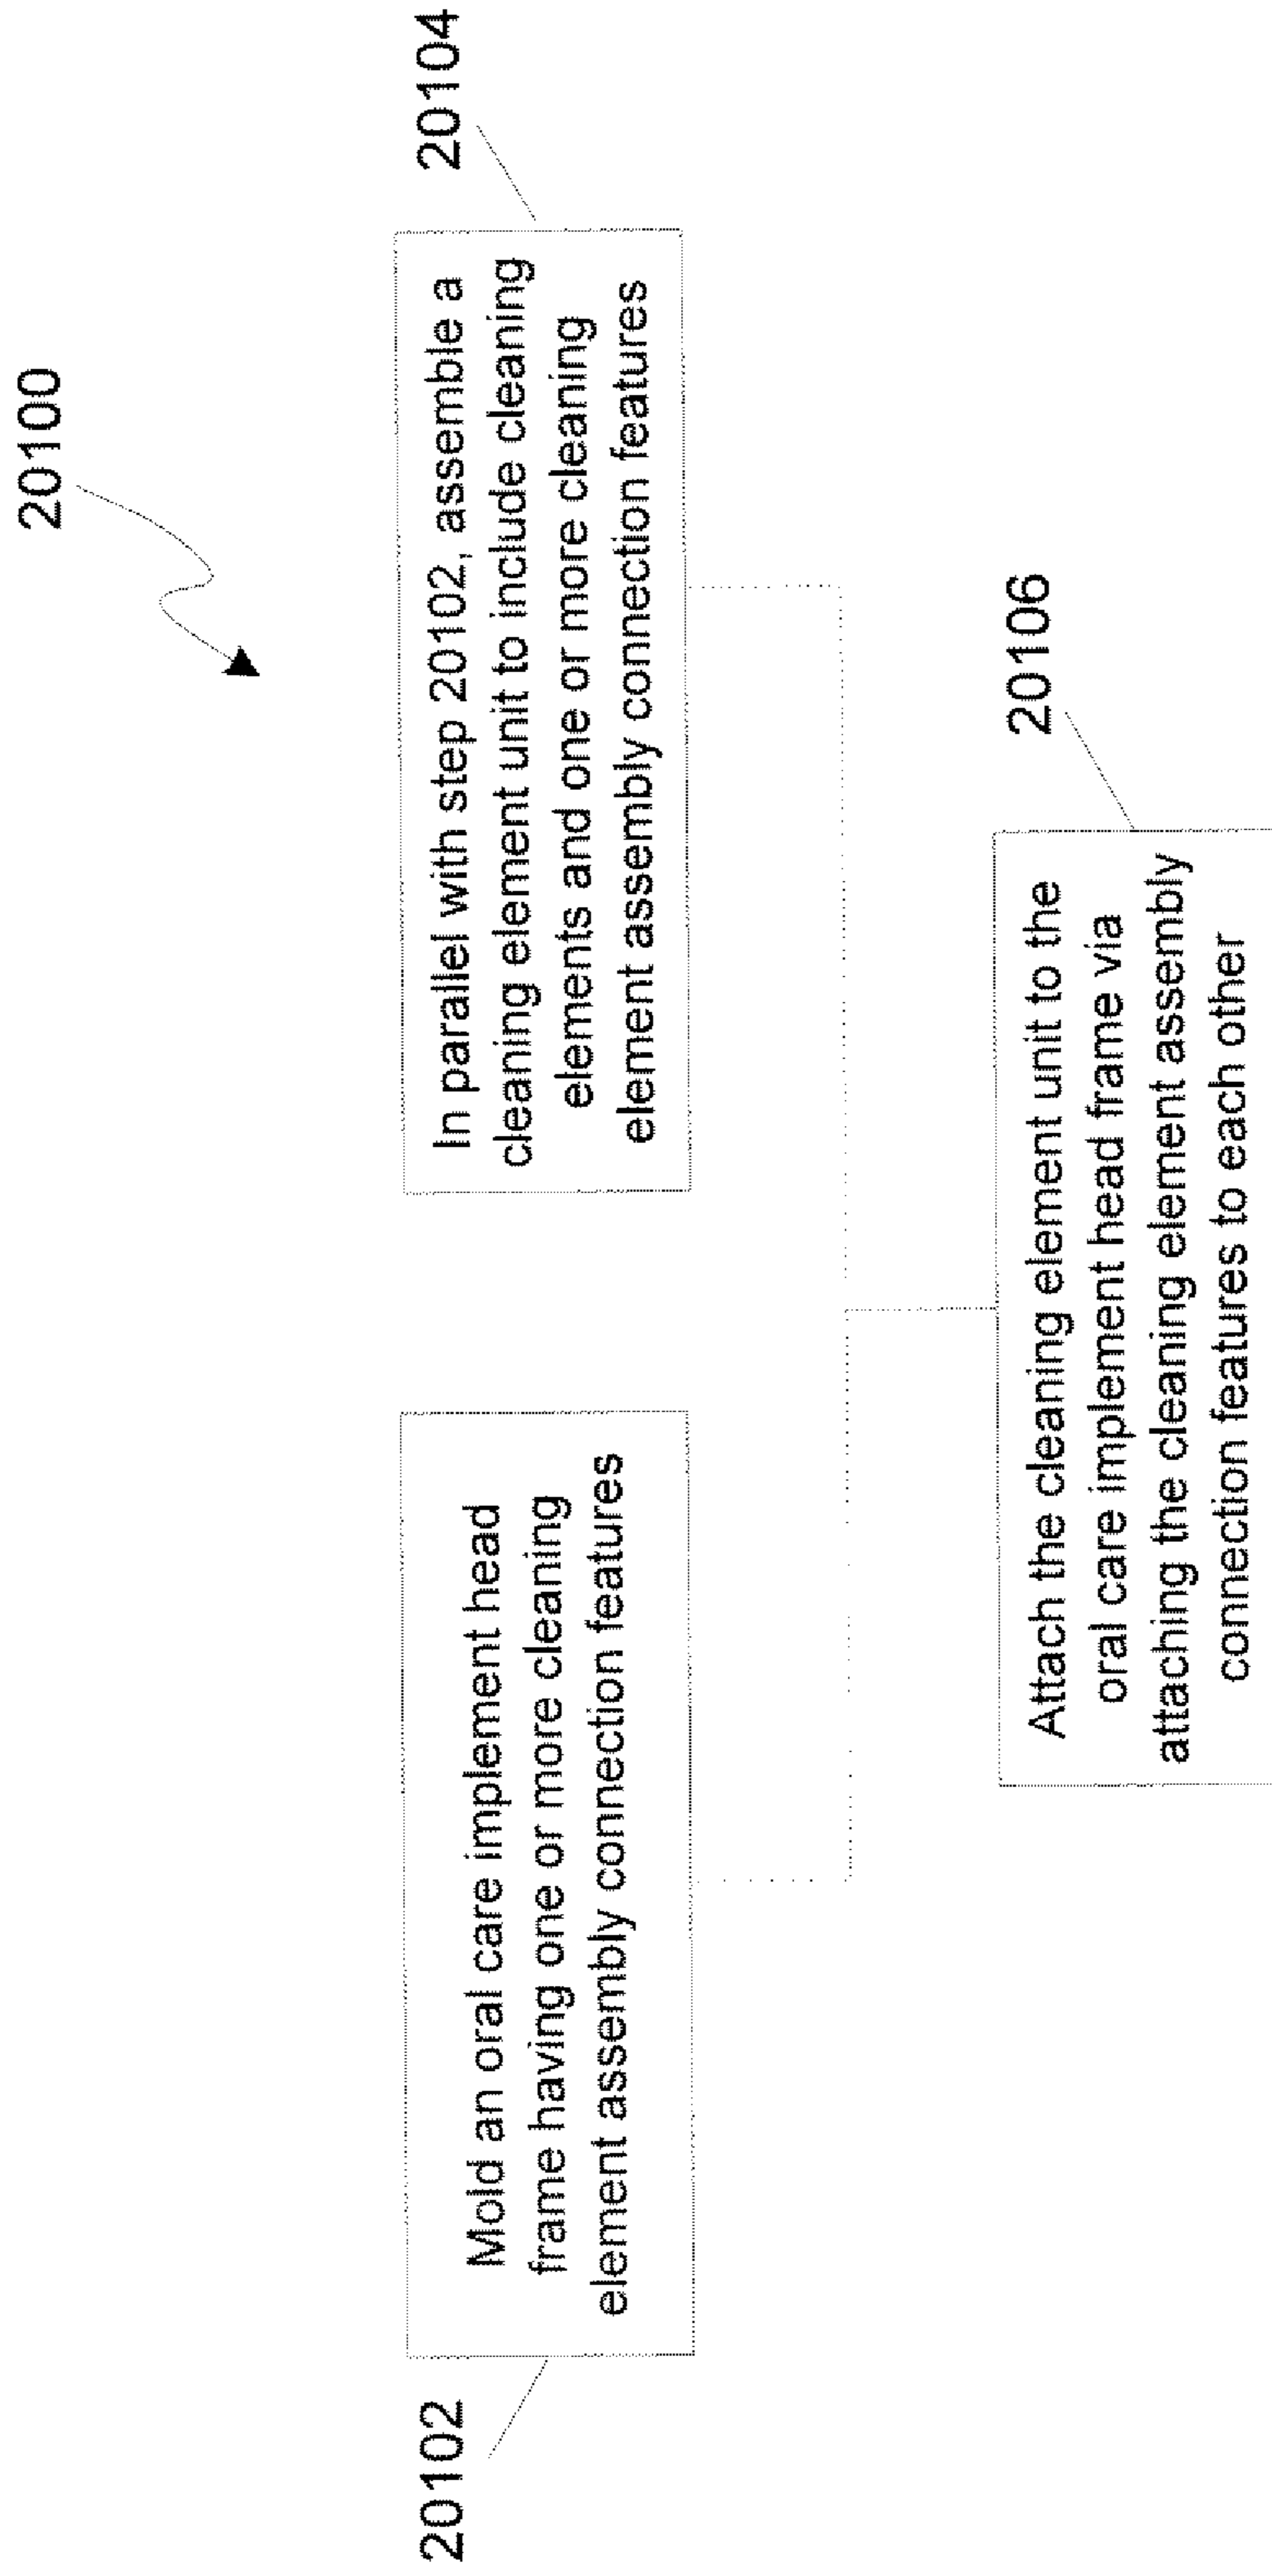 20100
20102
Mold an oral care implement head
frame having one or more cleaning
element assembly connection features
20104
In parallel with step 20102, assemble a
cleaning element unit to include cleaning
elements and one or more cleaning
element assembly connection features
20106
Attach the cleaning element unit to the
oral care implement head frame via
attaching the cleaning element assembly
connection features to each other